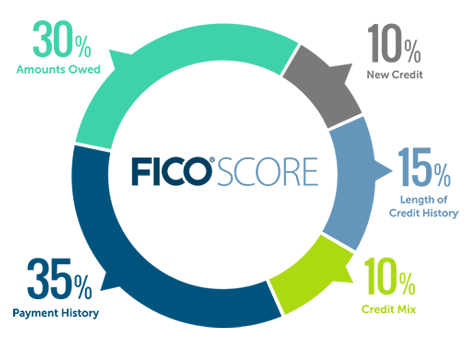 30%
Amounts Owed
10%
New Credit
FICO® SCORE
15%
Length of
Credit History
35%
Payment History
10%
Credit Mix